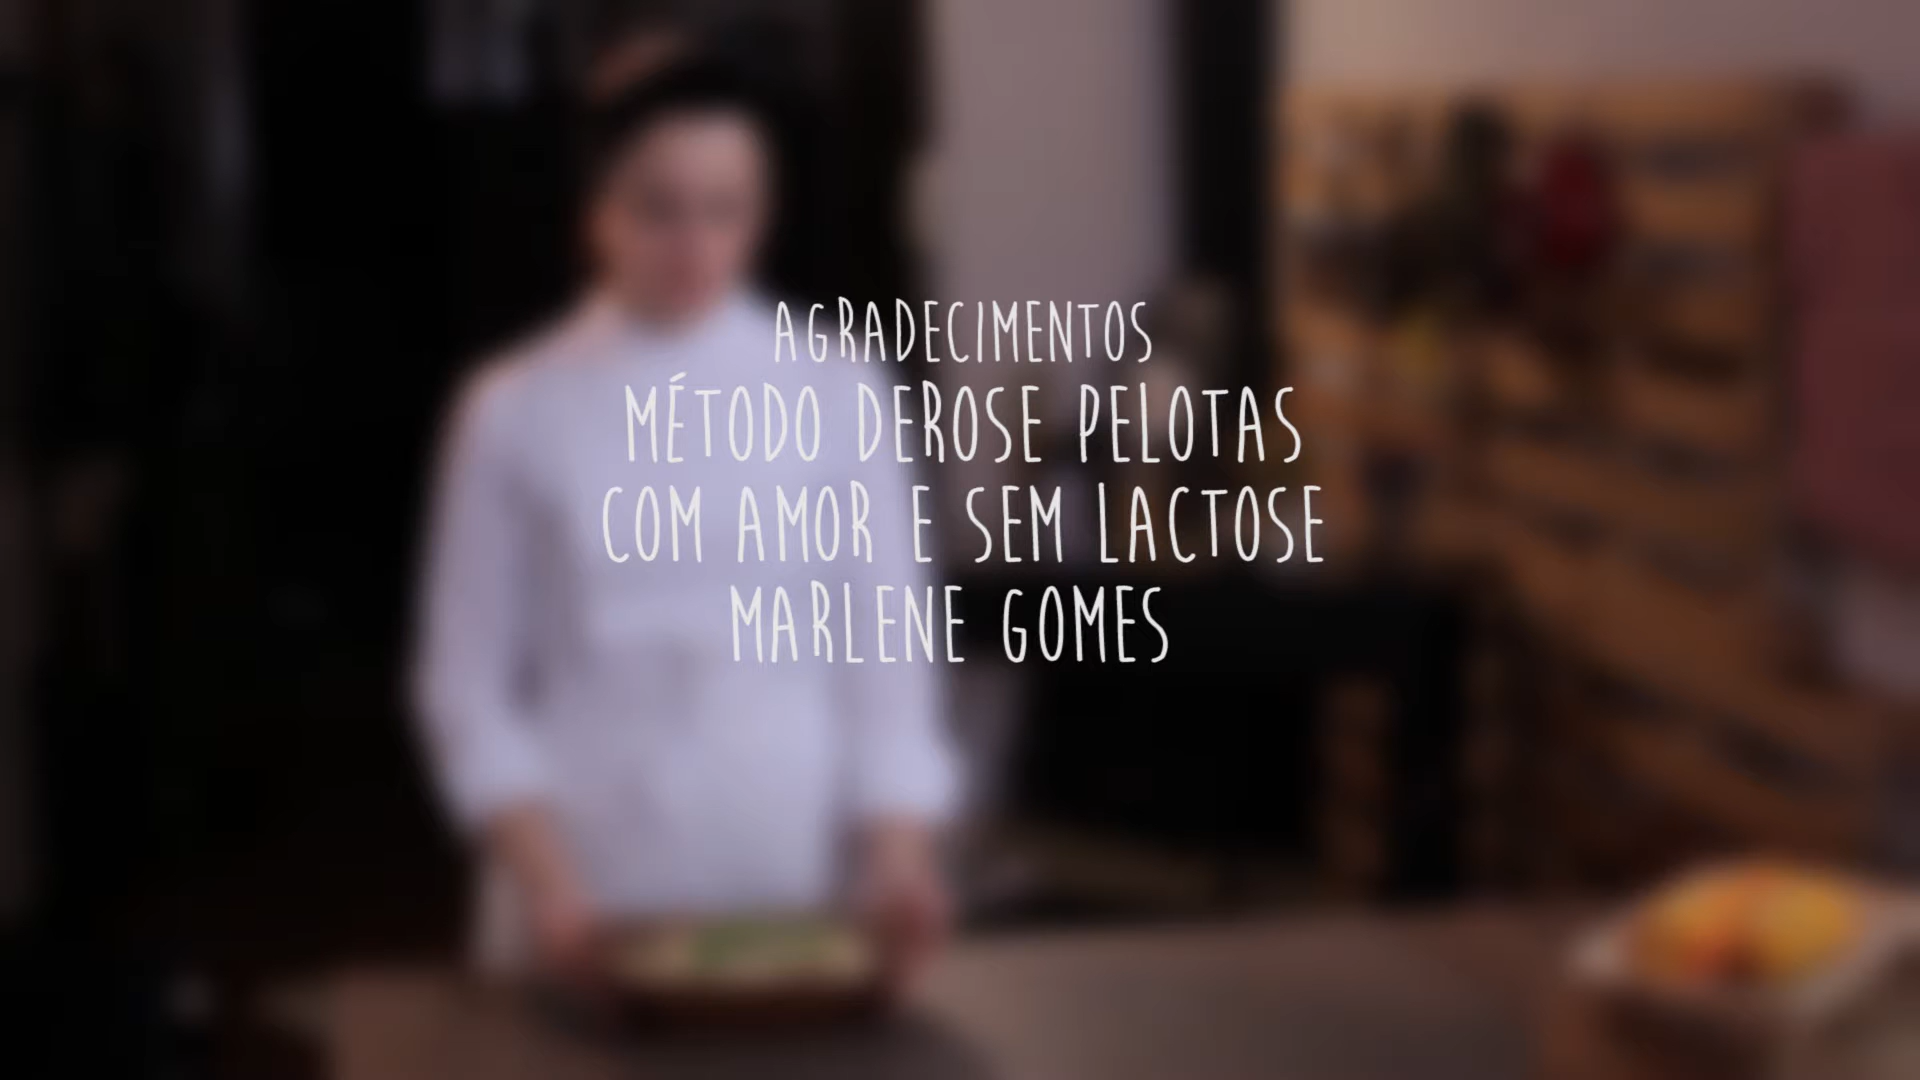 AGRADECIMENTOS
MÉTODO DEROSE PELOTAS
COM AMOR E SEM LACTOSE
MARLENE GOMES